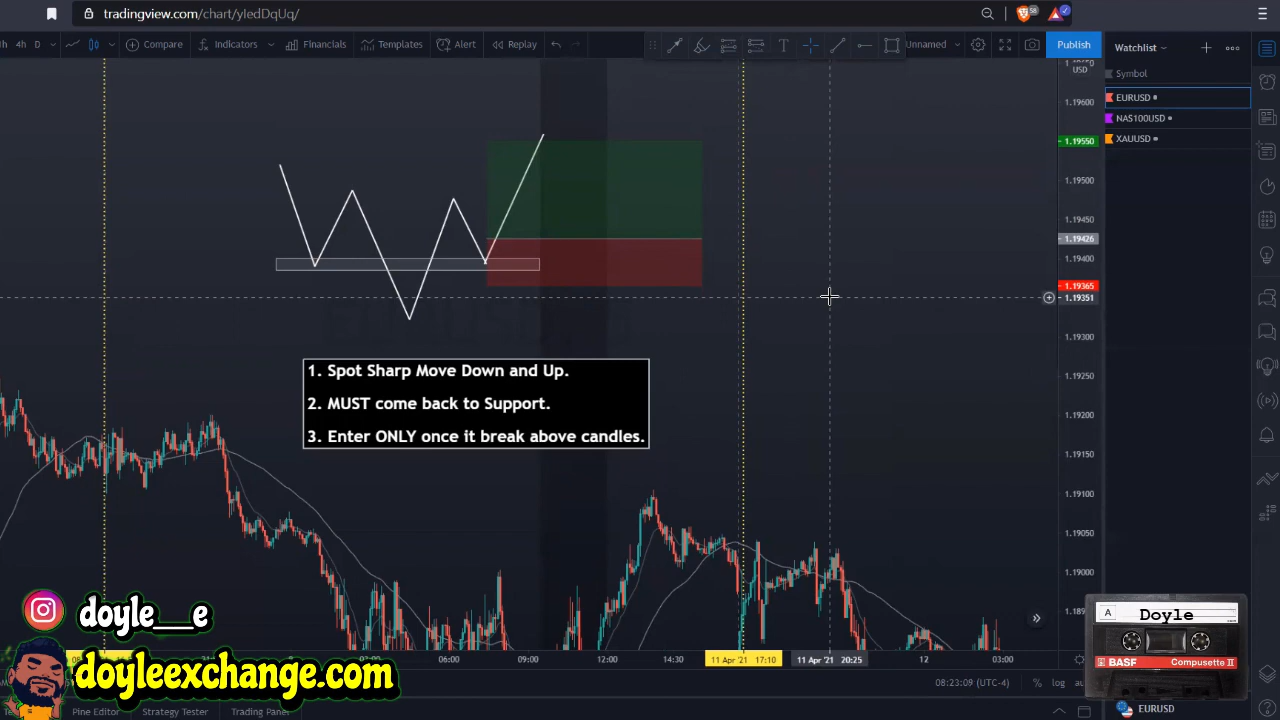 tradingview.com/chart/yIedDqUq/
58
4h D Compare Indicators Financials Templates Alert Replay Unnamed Publish
Watchlist
Symbol
EURUSD
NAS100USD
XAUUSD
USD
1.19600
1.19550
1.19500
1.19450
1.19426
1.19400
1.19365
1.19351
1.19300
1.19250
1.19200
1.19150
1.19100
1.19050
1.19000
1. Spot Sharp Move Down and Up.
2. MUST come back to Support.
3. Enter ONLY once it break above candles.
doyle___e
doyleexchange.com
06:00 09:00 12:00 14:30 11 Apr '21 17:10 11 Apr '21 20:25 12 03:00
08:23:09 (UTC-4) % log
Pine Editor Strategy Tester Trading Panel
A Doyle
BASF Compusette II
EURUSD